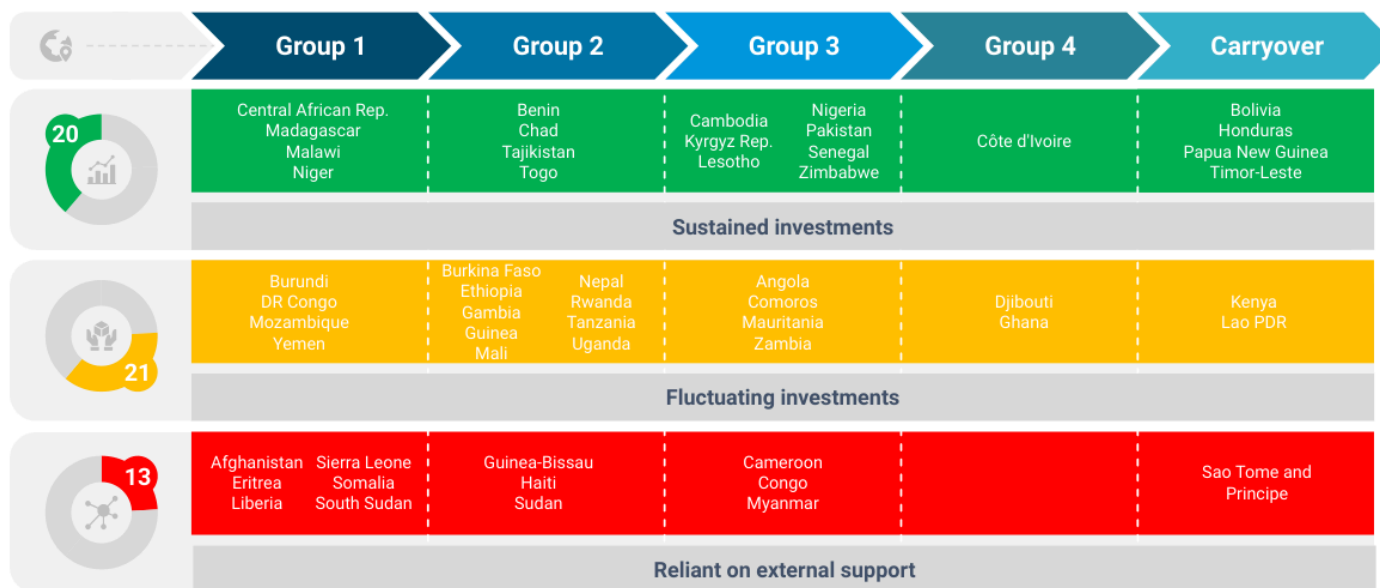 Group 1
Group 2
Group 3
Group 4
Carryover
20
Central African Rep.
Madagascar
Malawi
Niger
Benin
Chad
Tajikistan
Togo
Cambodia
Kyrgyz Rep.
Lesotho
Nigeria
Pakistan
Senegal
Zimbabwe
Côte d'Ivoire
Bolivia
Honduras
Papua New Guinea
Timor-Leste
Sustained investments
21
Burundi
DR Congo
Mozambique
Yemen
Burkina Faso
Ethiopia
Gambia
Guinea
Mali
Nepal
Rwanda
Tanzania
Uganda
Angola
Comoros
Mauritania
Zambia
Djibouti
Ghana
Kenya
Lao PDR
Fluctuating investments
13
Afghanistan
Eritrea
Liberia
Sierra Leone
Somalia
South Sudan
Guinea-Bissau
Haiti
Sudan
Cameroon
Congo
Myanmar
Sao Tome and
Principe
Reliant on external support